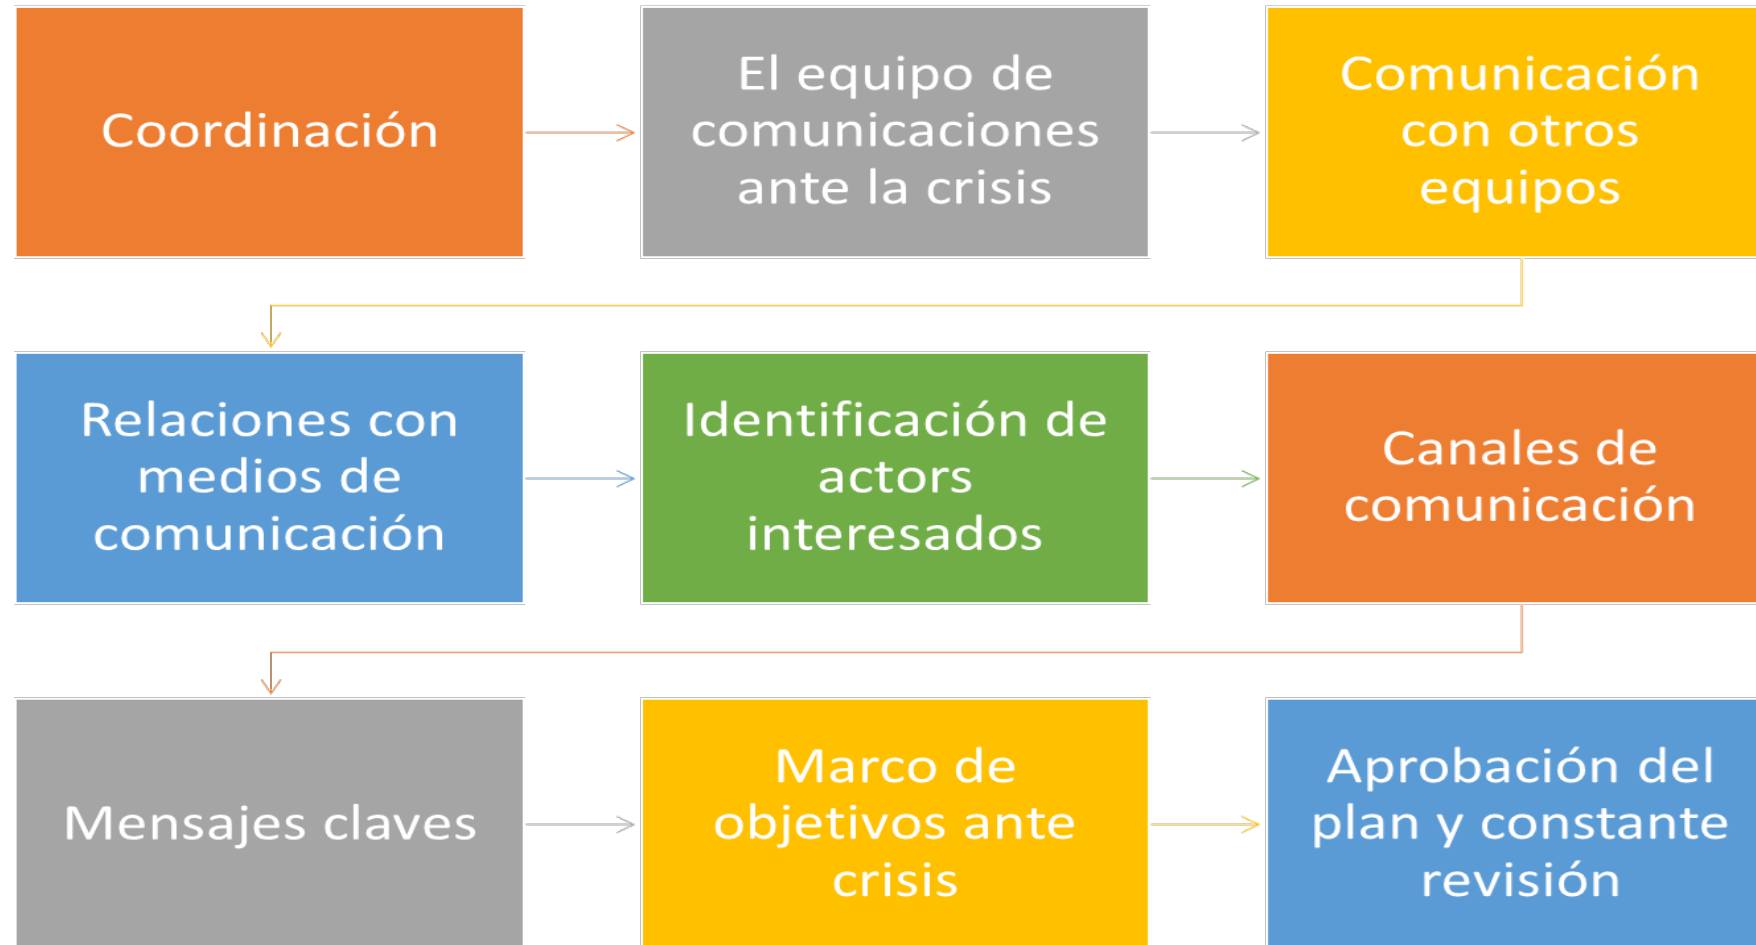 Coordinación
El equipo de
comunicaciones
ante la crisis
Comunicación
con otros
equipos
Relaciones con
medios de
comunicación
Identificación de
actors
interesados
Canales de
comunicación
Mensajes claves
Marco de
objetivos ante
crisis
Aprobación del
plan y constante
revisión